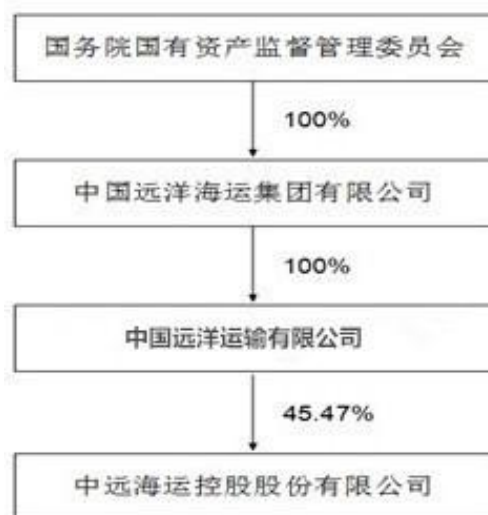 国务院国有资产监督管理委员会
100%
中国远洋海运集团有限公司
100%
中国远洋运输有限公司
45.47%
中远海运控股股份有限公司